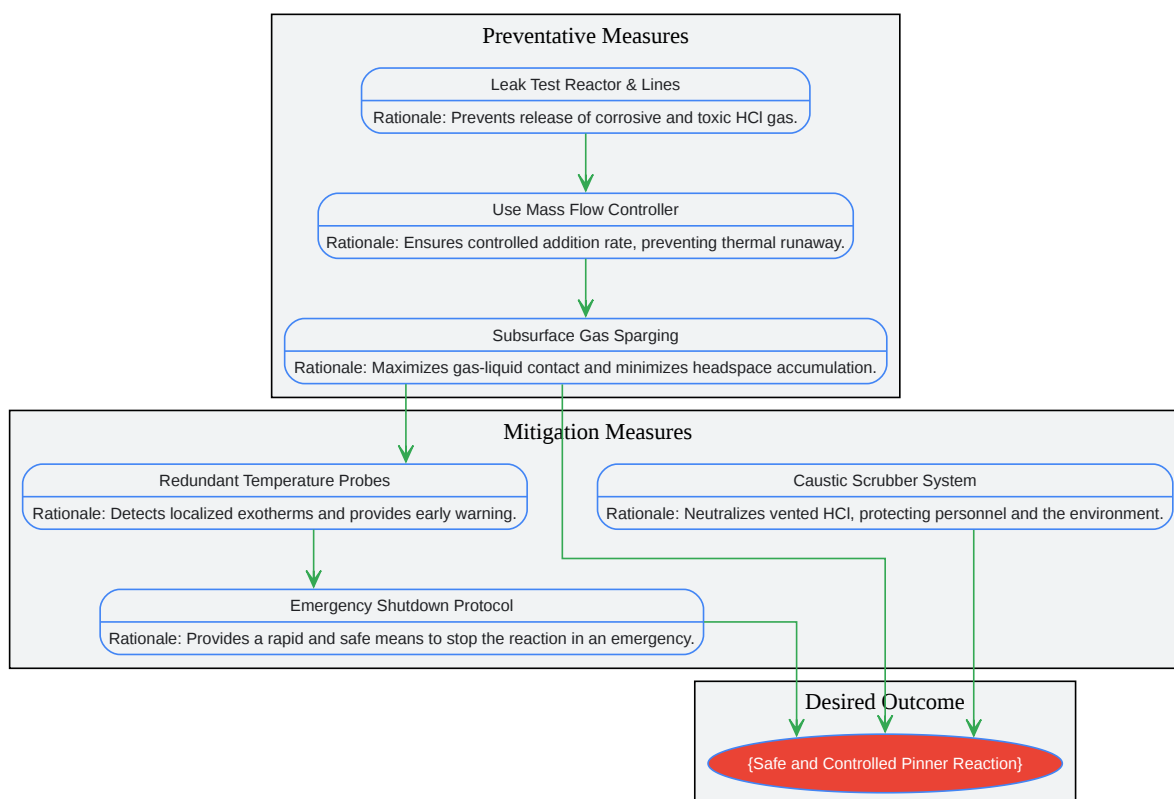 Preventative Measures
Leak Test Reactor & Lines
Rationale: Prevents release of corrosive and toxic HCl gas.
Use Mass Flow Controller
Rationale: Ensures controlled addition rate, preventing thermal runaway.
Subsurface Gas Sparging
Rationale: Maximizes gas-liquid contact and minimizes headspace accumulation.
Mitigation Measures
Redundant Temperature Probes
Rationale: Detects localized exotherms and provides early warning.
Caustic Scrubber System
Rationale: Neutralizes vented HCl, protecting personnel and the environment.
Emergency Shutdown Protocol
Rationale: Provides a rapid and safe means to stop the reaction in an emergency.
Desired Outcome
{Safe and Controlled Pinner Reaction}